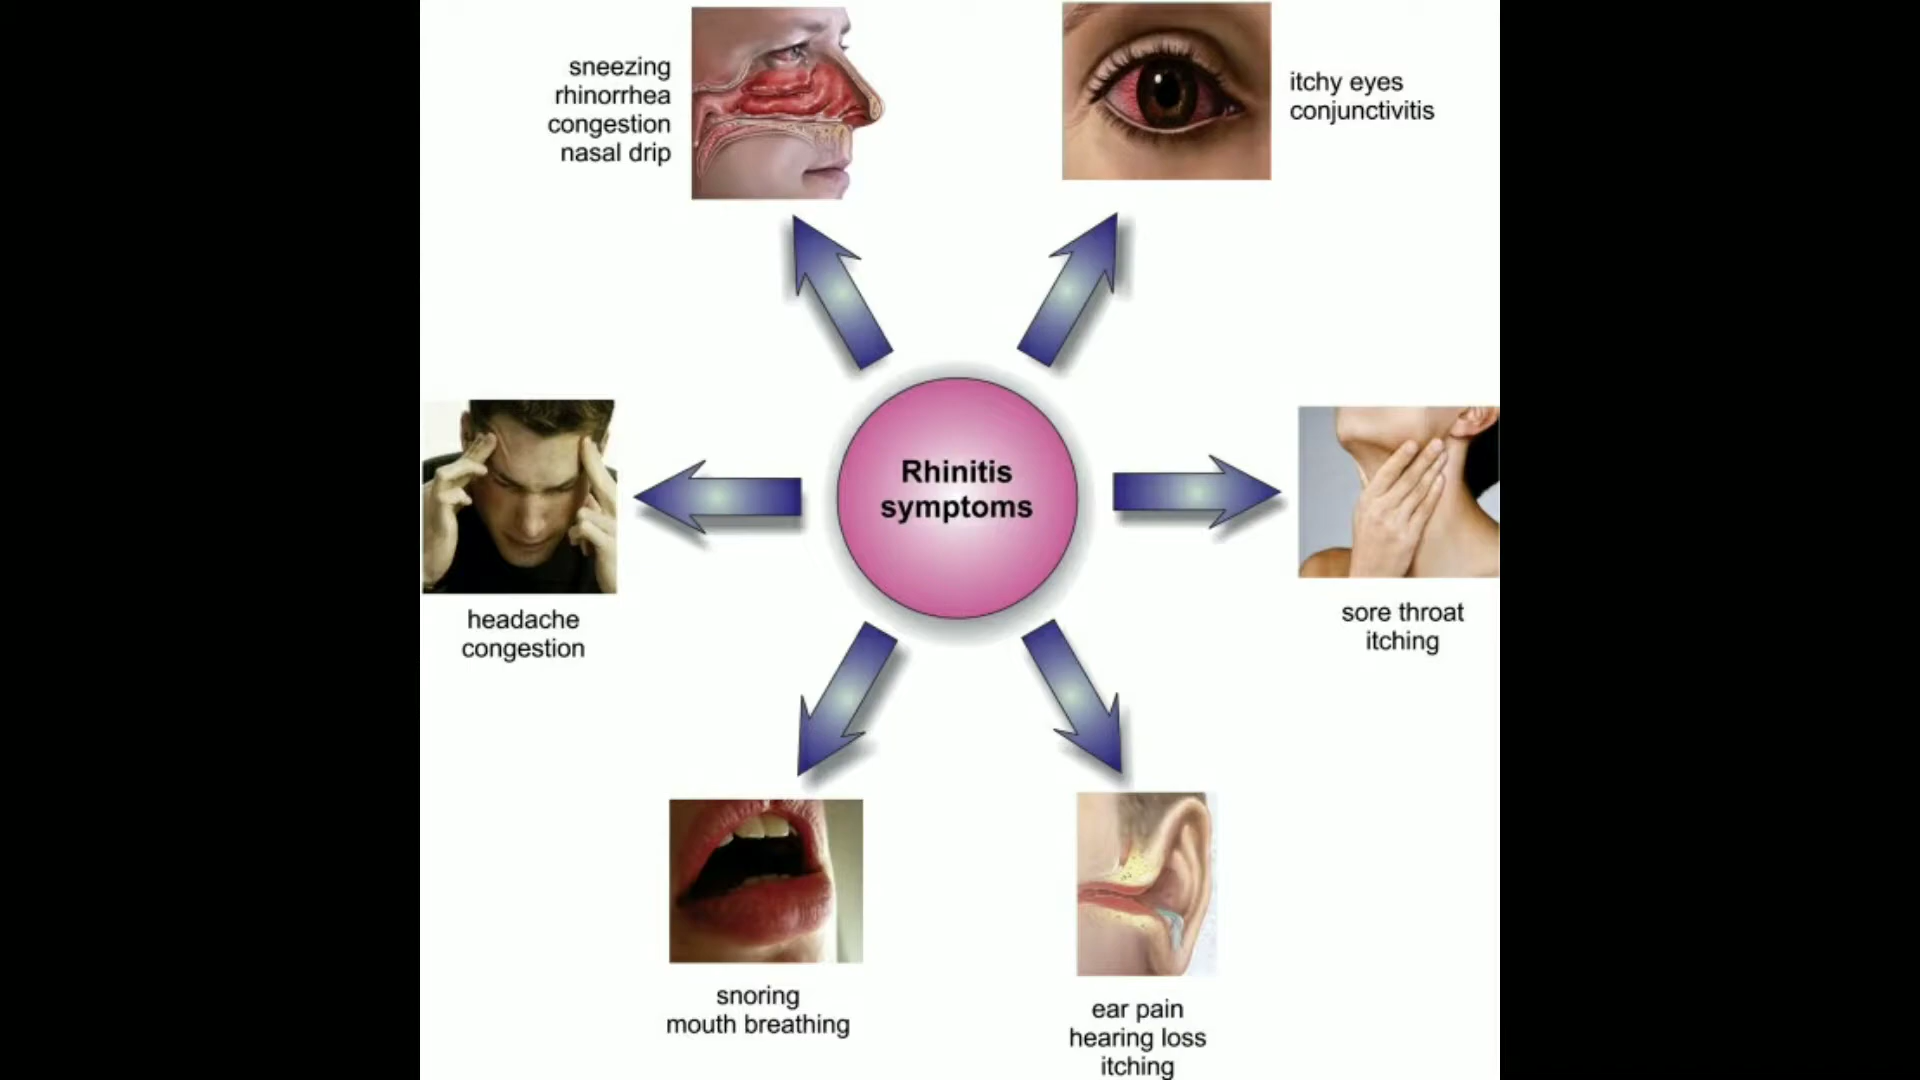 sneezing
rhinorrhea
congestion
nasal drip
itchy eyes
conjunctivitis
Rhinitis
symptoms
headache
congestion
sore throat
itching
snoring
mouth breathing
ear pain
hearing loss
itching